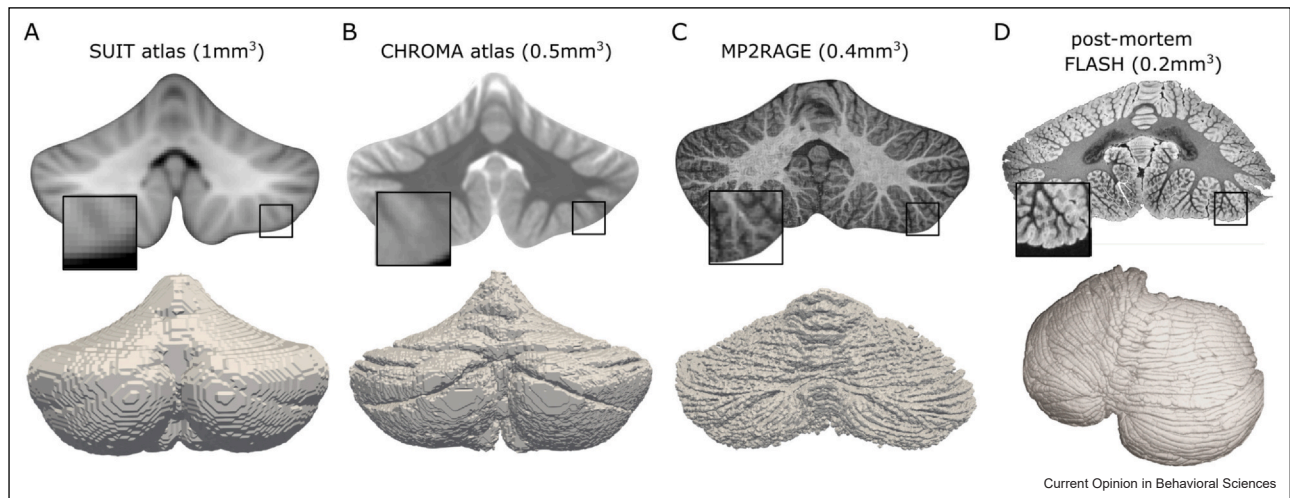 A
SUIT atlas (1mm³)
B
CHROMA atlas (0.5mm³)
C
MP2RAGE (0.4mm³)
D
post-mortem
FLASH (0.2mm³)
Current Opinion in Behavioral Sciences